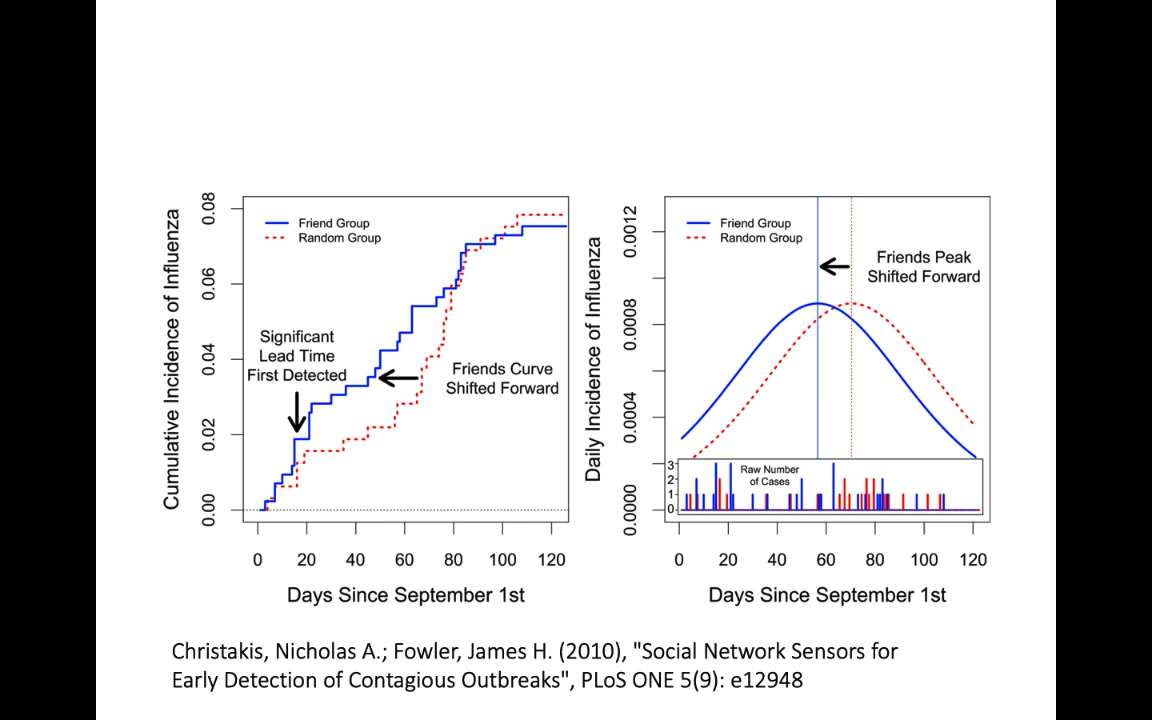 Cumulative Incidence of Influenza
0.08
0.06
0.04
0.02
0.00
Friend Group
Random Group
Significant
Lead Time
First Detected
Friends Curve
Shifted Forward
0 20 40 60 80 100 120
Days Since September 1st
Daily Incidence of Influenza
0.0012
0.0008
0.0004
0.0000
Friend Group
Random Group
Friends Peak
Shifted Forward
3
2
1
0
Raw Number
of Cases
0 20 40 60 80 100 120
Days Since September 1st
Christakis, Nicholas A.; Fowler, James H. (2010), "Social Network Sensors for
Early Detection of Contagious Outbreaks", PLoS ONE 5(9): e12948